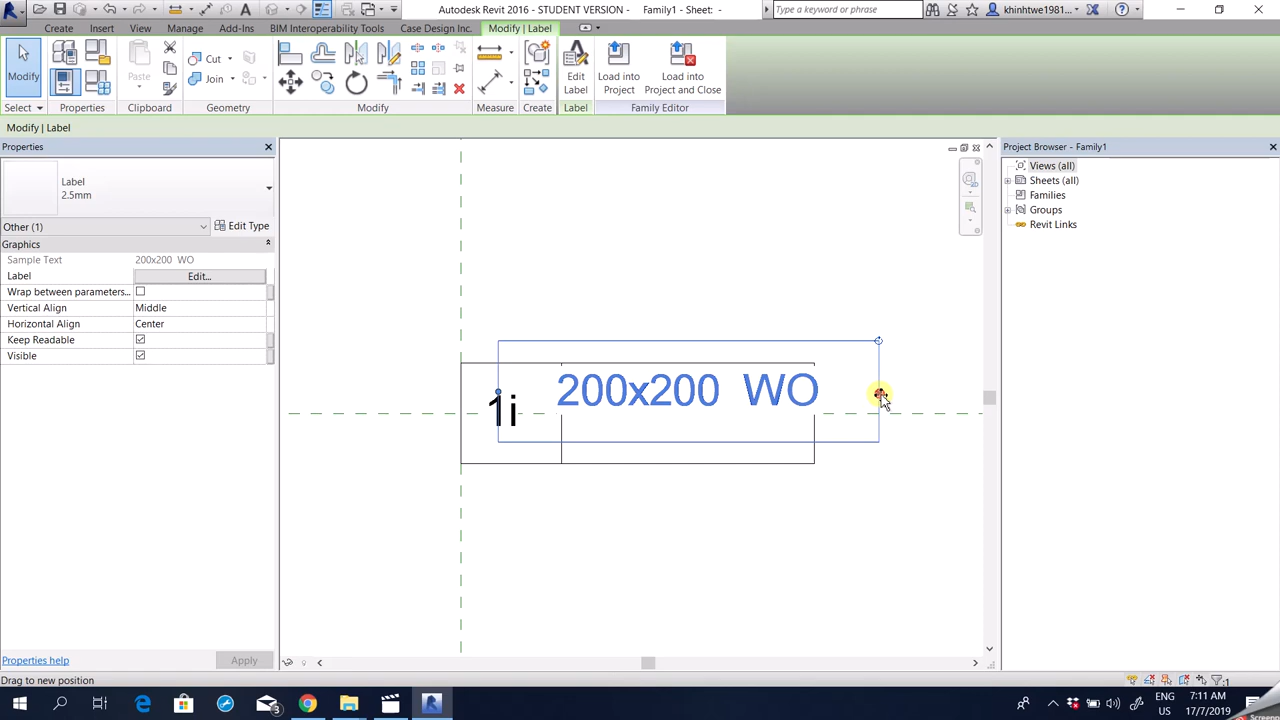 Autodesk Revit 2016 - STUDENT VERSION - Family1 - Sheet: -
Type a keyword or phrase
khintwe1981...
Create Insert View Manage Add-Ins BIM Interoperability Tools Case Design Inc. Modify | Label
Modify
Paste
Cut
Join
Edit Label
Load into Project
Load into Project and Close
Select Properties Clipboard Geometry Modify Measure Create Label Family Editor
Modify | Label
Properties
Label
2.5mm
Other (1)
Edit Type
Graphics
Sample Text 200x200 WO
Label Edit...
Wrap between parameters...
Vertical Align Middle
Horizontal Align Center
Keep Readable
Visible
Properties help
Apply
1i
200x200 WO
Project Browser - Family1
Views (all)
Sheets (all)
Families
Groups
Revit Links
Drag to new position
:1
3
ENG
US
7:11 AM
17/7/2019